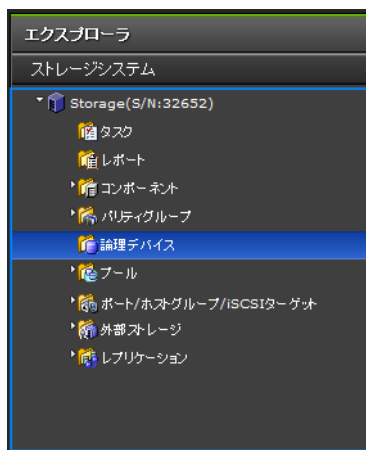 エクスプローラ
ストレージシステム
Storage(S/N:32652)
タスク
レポート
コンポーネント
パリティグループ
論理デバイス
プール
ポート/ホストグループ/iSCSIターゲット
外部ストレージ
レプリケーション